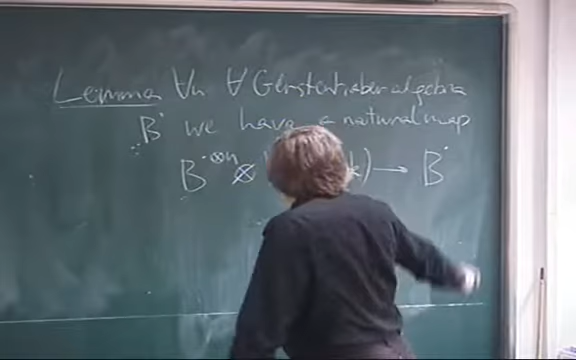 Lemma ∀n ∀ Gerstenhaber algebra
B˙ we have a natural map
B˙^⊗n ⊗ k) → B˙